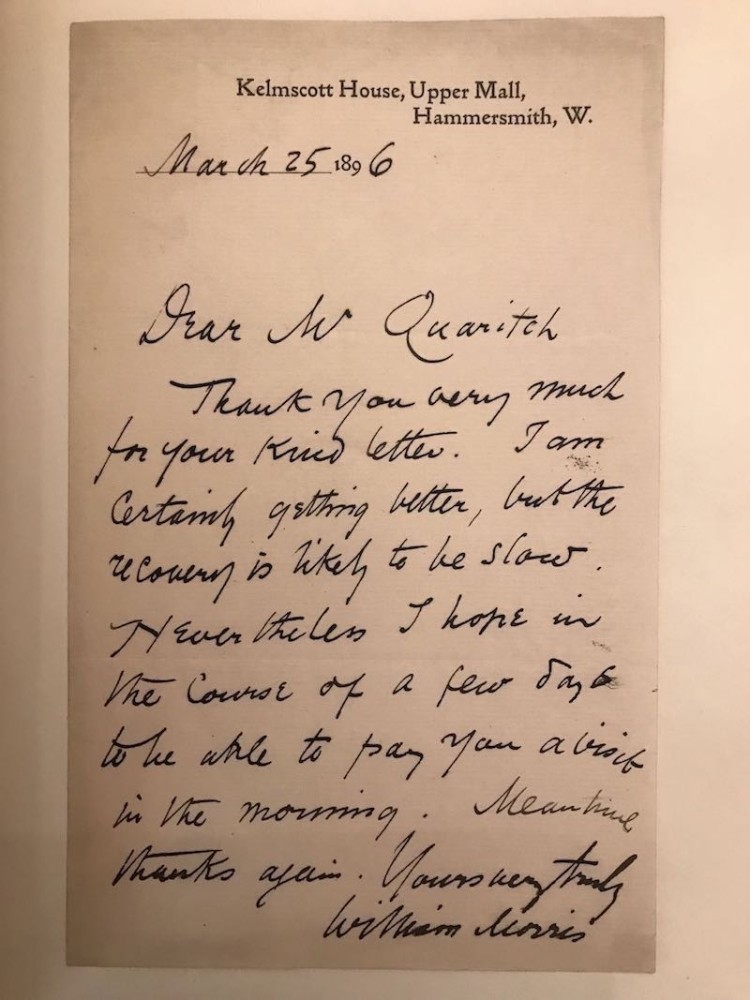 Kelmscott House, Upper Mall,
Hammersmith, W.
March 25 1896
Dear Mr Quaritch
Thank you very much
for your kind letter. I am
certainly getting better, but the
recovery is likely to be slow.
Nevertheless I hope in
the course of a few days
to be able to pay you a visit
in the morning. Meantime
thanks again. Yours very truly
William Morris